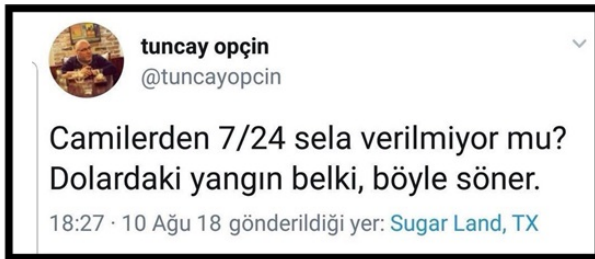 tuncay opçin
@tuncayopcin
Camilerden 7/24 sela verilmiyor mu?
Dolardaki yangın belki, böyle söner.
18:27 · 10 Ağu 18 gönderildiği yer: Sugar Land, TX